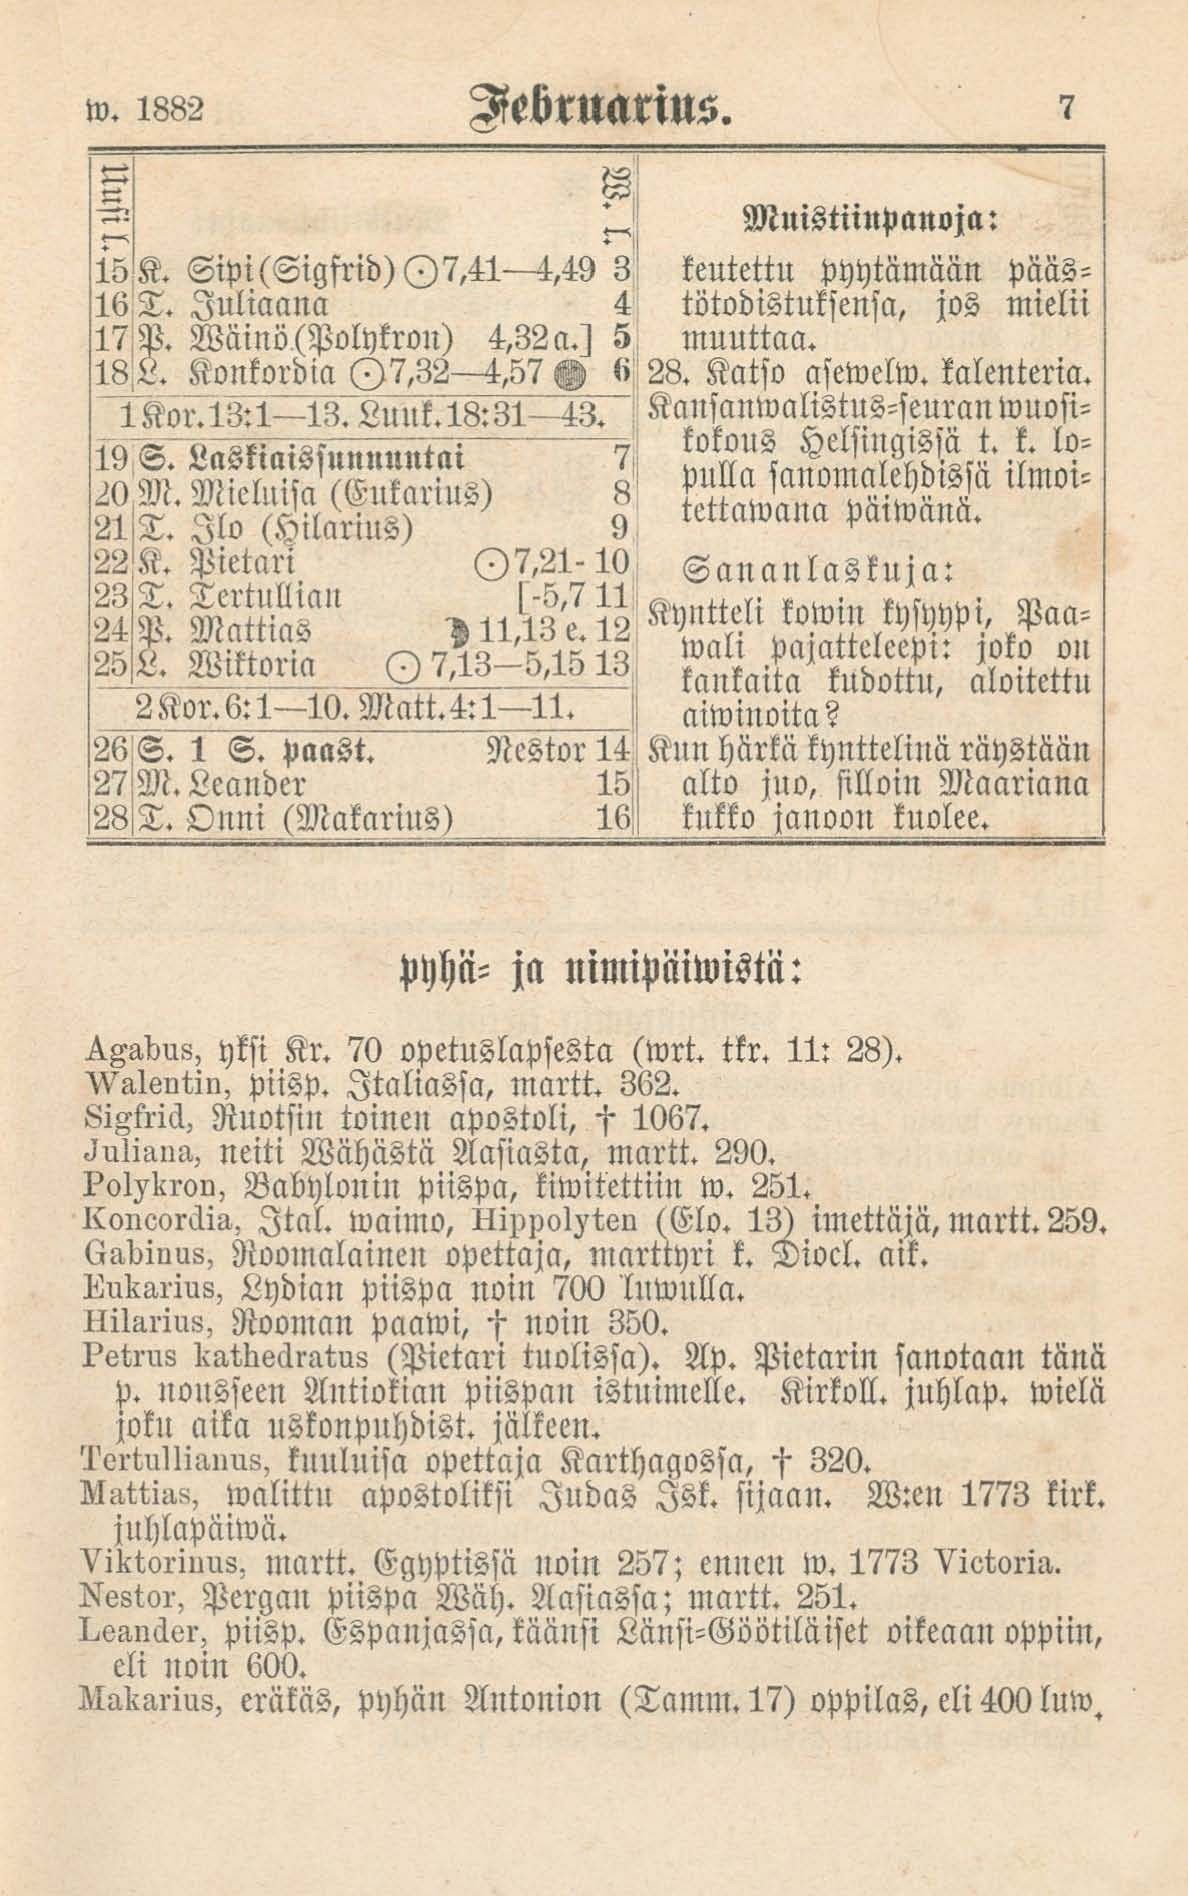 w. 1882
Februarius.
7
Uusi l.
W. l.
15 K. Sipi (Sigfrid) ☉ 7,41—4,49 3
16 T. Juliaana 4
17 P. Wäinö (Polykron) 4,32 a.] 5
18 L. Konkordia ☉ 7,32—4,57 ● 6
1 Kor. 13: 1—13. Luuk. 18: 31—43.
19 S. Laskiaissunnuntai 7
20 M. Mieluisa (Eukarius) 8
21 T. Ilo (Hilarius) 9
22 K. Pietari ☉ 7,21- 10
23 T. Tertullian [-5,7 11
24 P. Mattias ☽ 11,13 e. 12
25 L. Wiktoria ☉ 7,13—5,15 13
2 Kor. 6: 1—10. Matt. 4: 1—11.
26 S. 1 S. paast. Nestor 14
27 M. Leander 15
28 T. Onni (Makarius) 16
Muistiinpanoja:
keutettu pyytämään pääs-
tötodistuksensa, jos mielii
muuttaa.
28. Katso asewelw. kalenteria.
Kansanwalistus-seuran wuosi-
kokous Helsingissä t. k. lo-
pulla sanomalehdissä ilmoi-
tettawana päiwänä.
Sananlaskuja:
Kyntteli kowin kysyypi, Paa-
wali pajatteleepi: joko on
kankaita kudottu, aloitettu
aiwinoita?
Kun härkä kynttelinä räystään
alto juo, silloin Maariana
kukko janoon kuolee.
pyhä- ja nimipäiwistä:
Agabus, yksi Kr. 70 opetuslapsesta (wrt. tkr. 11: 28).
Walentin, piisp. Italiassa, martt. 362.
Sigfrid, Ruotsin toinen apostoli, † 1067.
Juliana, neiti Wähästä Aasiasta, martt. 290.
Polykron, Babylonin piispa, kiwitettiin w. 251.
Koncordia, Ital. waimo, Hippolyten (Elo. 13) imettäjä, martt. 259.
Gabinus, Roomalainen opettaja, marttyri k. Diocl. aik.
Eukarius, Lydian piispa noin 700 luwulla.
Hilarius, Rooman paawi, † noin 350.
Petrus kathedratus (Pietari tuolissa). Ap. Pietarin sanotaan tänä
p. nousseen Antiokian piispan istuimelle. Kirkoll. juhlap. wielä
joku aika uskonpuhdist. jälkeen.
Tertullianus, kuuluisa opettaja Karthagossa, † 320.
Mattias, walittu apostoliksi Judas Isk. sijaan. W:en 1773 kirk.
juhlapäiwä.
Viktorinus, martt. Egyptissä noin 257; ennen w. 1773 Victoria.
Nestor, Pergan piispa Wäh. Aasiassa; martt. 251.
Leander, piisp. Espanjassa, käänsi Länsi-Göötiläiset oikeaan oppiin,
eli noin 600.
Makarius, eräkäs, pyhän Antonion (Tamm. 17) oppilas, eli 400 luw.